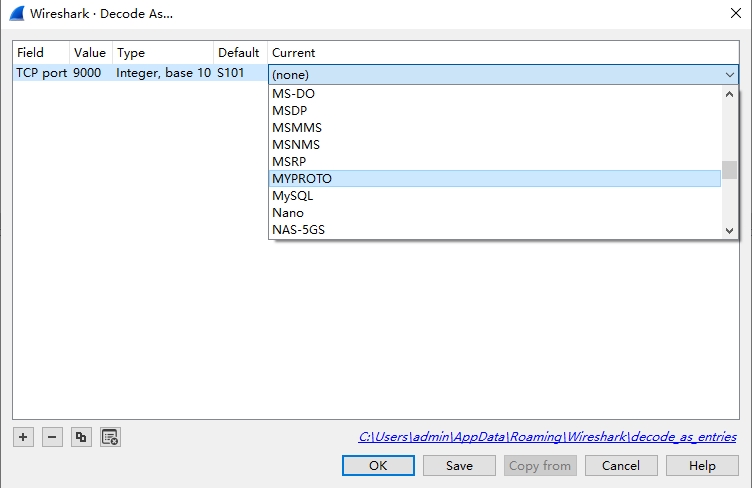 Wireshark · Decode As...
Field Value Type Default Current
TCP port 9000 Integer, base 10 S101 (none)
MS-DO
MSDP
MSMMS
MSNMS
MSRP
MYPROTO
MySQL
Nano
NAS-5GS
C:\Users\admin\AppData\Roaming\Wireshark\decode_as_entries
OK Save Copy from Cancel Help